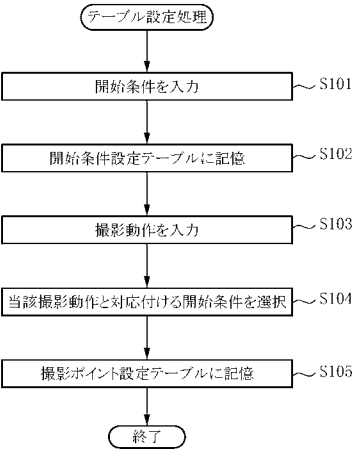 テーブル設定処理
開始条件を入力 S101
開始条件設定テーブルに記憶 S102
撮影動作を入力 S103
当該撮影動作と対応付ける開始条件を選択 S104
撮影ポイント設定テーブルに記憶 S105
終了